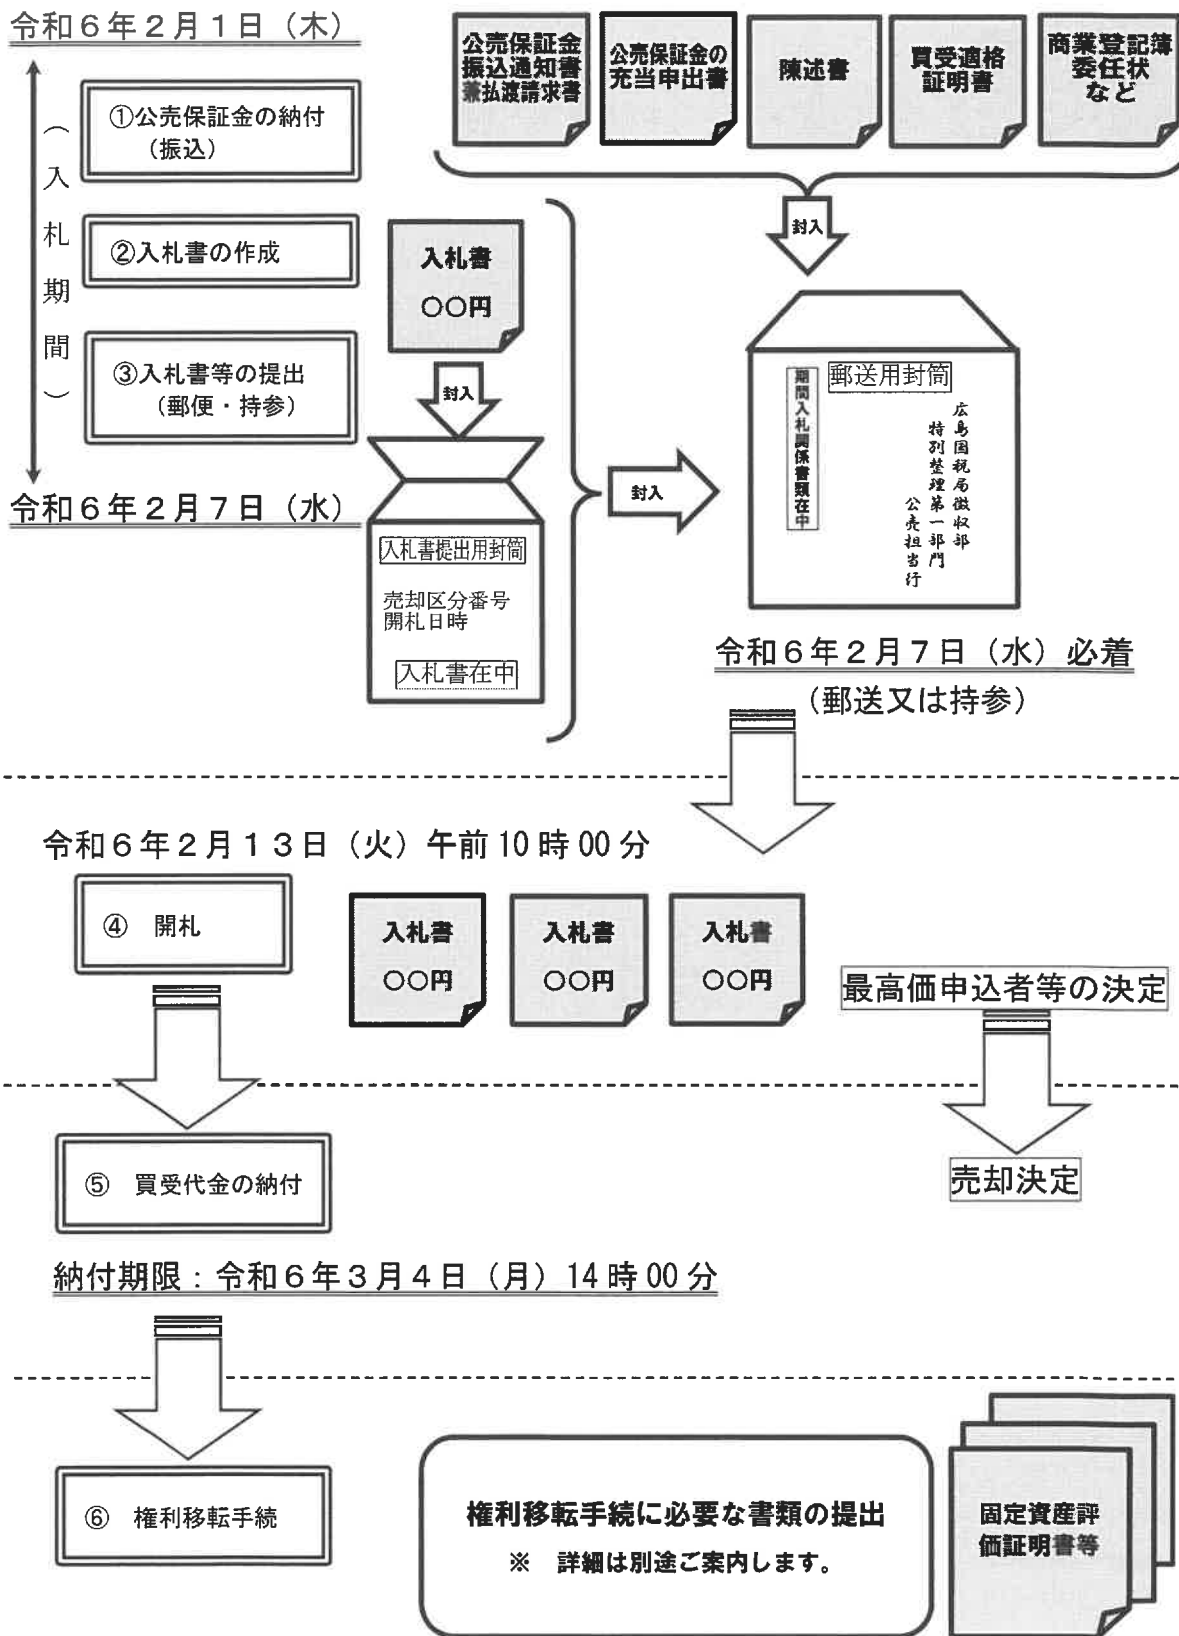 令和６年２月１日（木）
（入札期間）
①公売保証金の納付
（振込）
②入札書の作成
③入札書等の提出
（郵便・持参）
令和６年２月７日（水）
公売保証金
振込通知書
兼払渡請求書
公売保証金の
充当申出書
陳述書
買受適格
証明書
商業登記簿
委任状
など
封入
入札書
〇〇円
封入
入札書提出用封筒
売却区分番号
開札日時
入札書在中
封入
郵送用封筒
期間入札関係書類在中
広島国税局徴収部
特別整理第一部門
公売担当行
令和６年２月７日（水）必着
（郵送又は持参）
令和６年２月１３日（火）午前10時00分
④　開札
入札書
〇〇円
入札書
〇〇円
入札書
〇〇円
最高価申込者等の決定
売却決定
⑤　買受代金の納付
納付期限：令和６年３月４日（月）14時00分
⑥　権利移転手続
権利移転手続に必要な書類の提出
※　詳細は別途ご案内します。
固定資産評
価証明書等